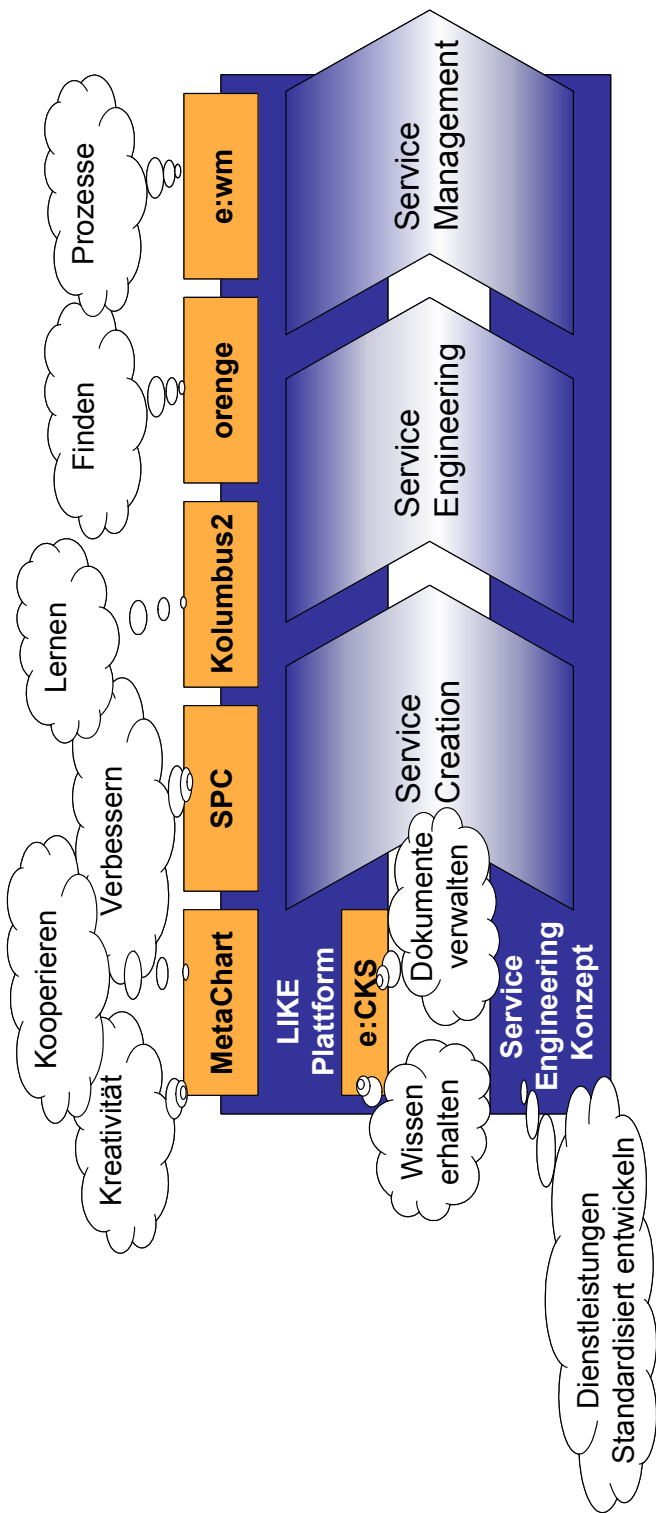 Kreativität
Kooperieren
Verbessern
Lernen
Finden
Prozesse
MetaChart
SPC
Kolumbus2
orenge
e:wm
LIKE
Plattform
e:CKS
Wissen
erhalten
Dokumente
verwalten
Service
Creation
Service
Engineering
Service
Management
Service
Engineering
Konzept
Dienstleistungen
Standardisiert entwickeln